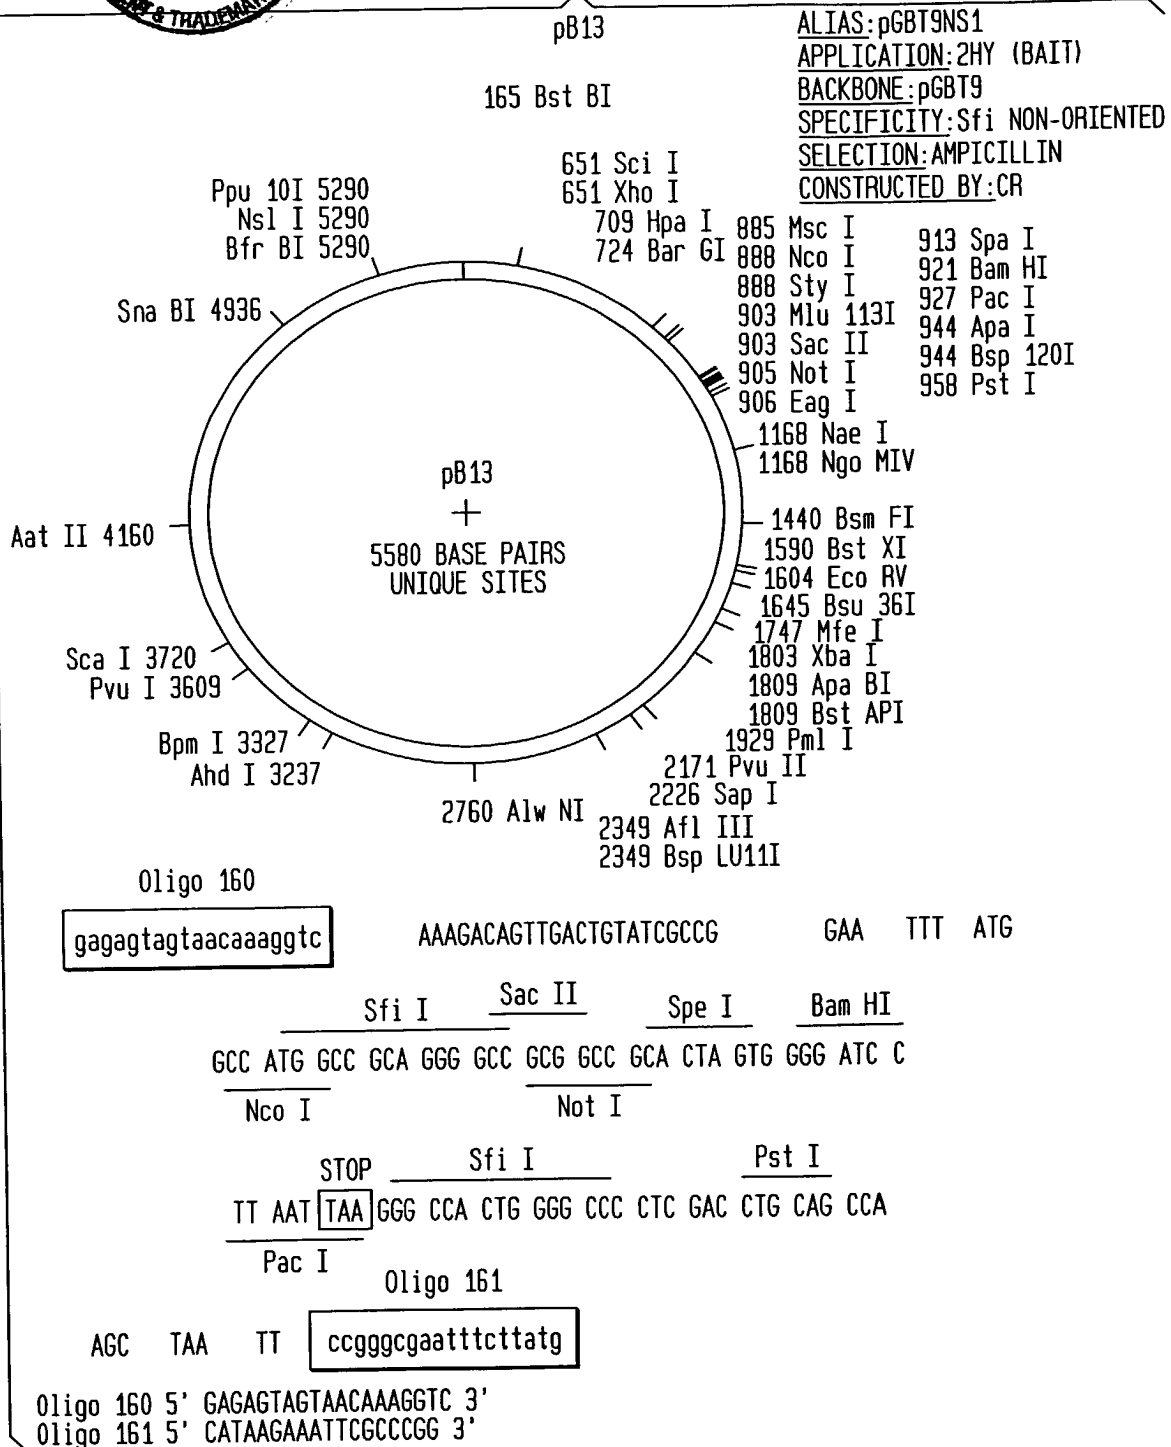 & TRADEMAR
pB13
165 Bst BI
ALIAS:pGBT9NS1
APPLICATION:2HY (BAIT)
BACKBONE:pGBT9
SPECIFICITY:Sfi NON-ORIENTED
SELECTION:AMPICILLIN
CONSTRUCTED BY:CR
Ppu 10I 5290
Nsl I 5290
Bfr BI 5290
Sna BI 4936
651 Sci I
651 Xho I
709 Hpa I
724 Bar GI
885 Msc I
888 Nco I
888 Sty I
903 Mlu 113I
903 Sac II
905 Not I
906 Eag I
913 Spa I
921 Bam HI
927 Pac I
944 Apa I
944 Bsp 120I
958 Pst I
1168 Nae I
1168 Ngo MIV
pB13
5580 BASE PAIRS
UNIQUE SITES
Aat II 4160
1440 Bsm FI
1590 Bst XI
1604 Eco RV
1645 Bsu 36I
1747 Mfe I
1803 Xba I
1809 Apa BI
1809 Bst API
1929 Pml I
2171 Pvu II
2226 Sap I
2349 Afl III
2349 Bsp LU11I
Sca I 3720
Pvu I 3609
Bpm I 3327
Ahd I 3237
2760 Alw NI
Oligo 160
gagagtagtaacaaaggtc AAAGACAGTTGACTGTATCGCCG GAA TTT ATG
Sfi I Sac II Spe I Bam HI
GCC ATG GCC GCA GGG GCC GCG GCC GCA CTA GTG GGG ATC C
Nco I Not I
STOP Sfi I Pst I
TT AAT TAA GGG CCA CTG GGG CCC CTC GAC CTG CAG CCA
Pac I
Oligo 161
AGC TAA TT ccgggcgaatttcttatg
Oligo 160 5' GAGAGTAGTAACAAAGGTC 3'
Oligo 161 5' CATAAGAAATTCGCCCGG 3'